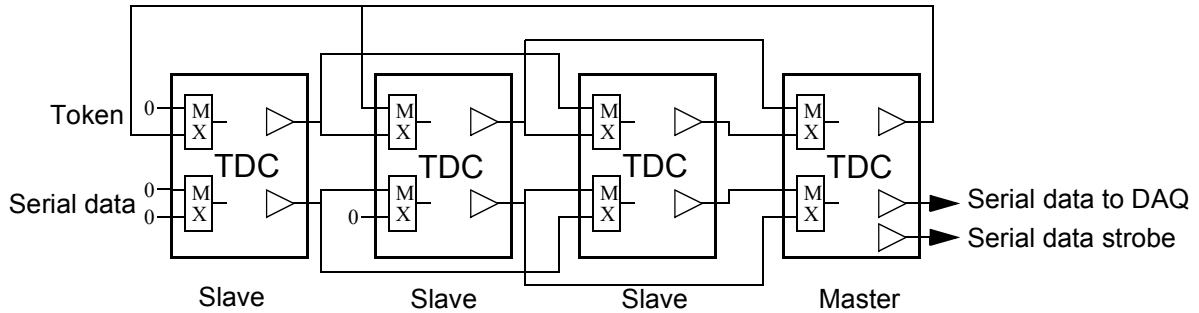 Token 0 M X M X M X M X
TDC TDC TDC TDC
Serial data 0 0 M X 0 M X M X M X Serial data to DAQ
Serial data strobe
Slave Slave Slave Master